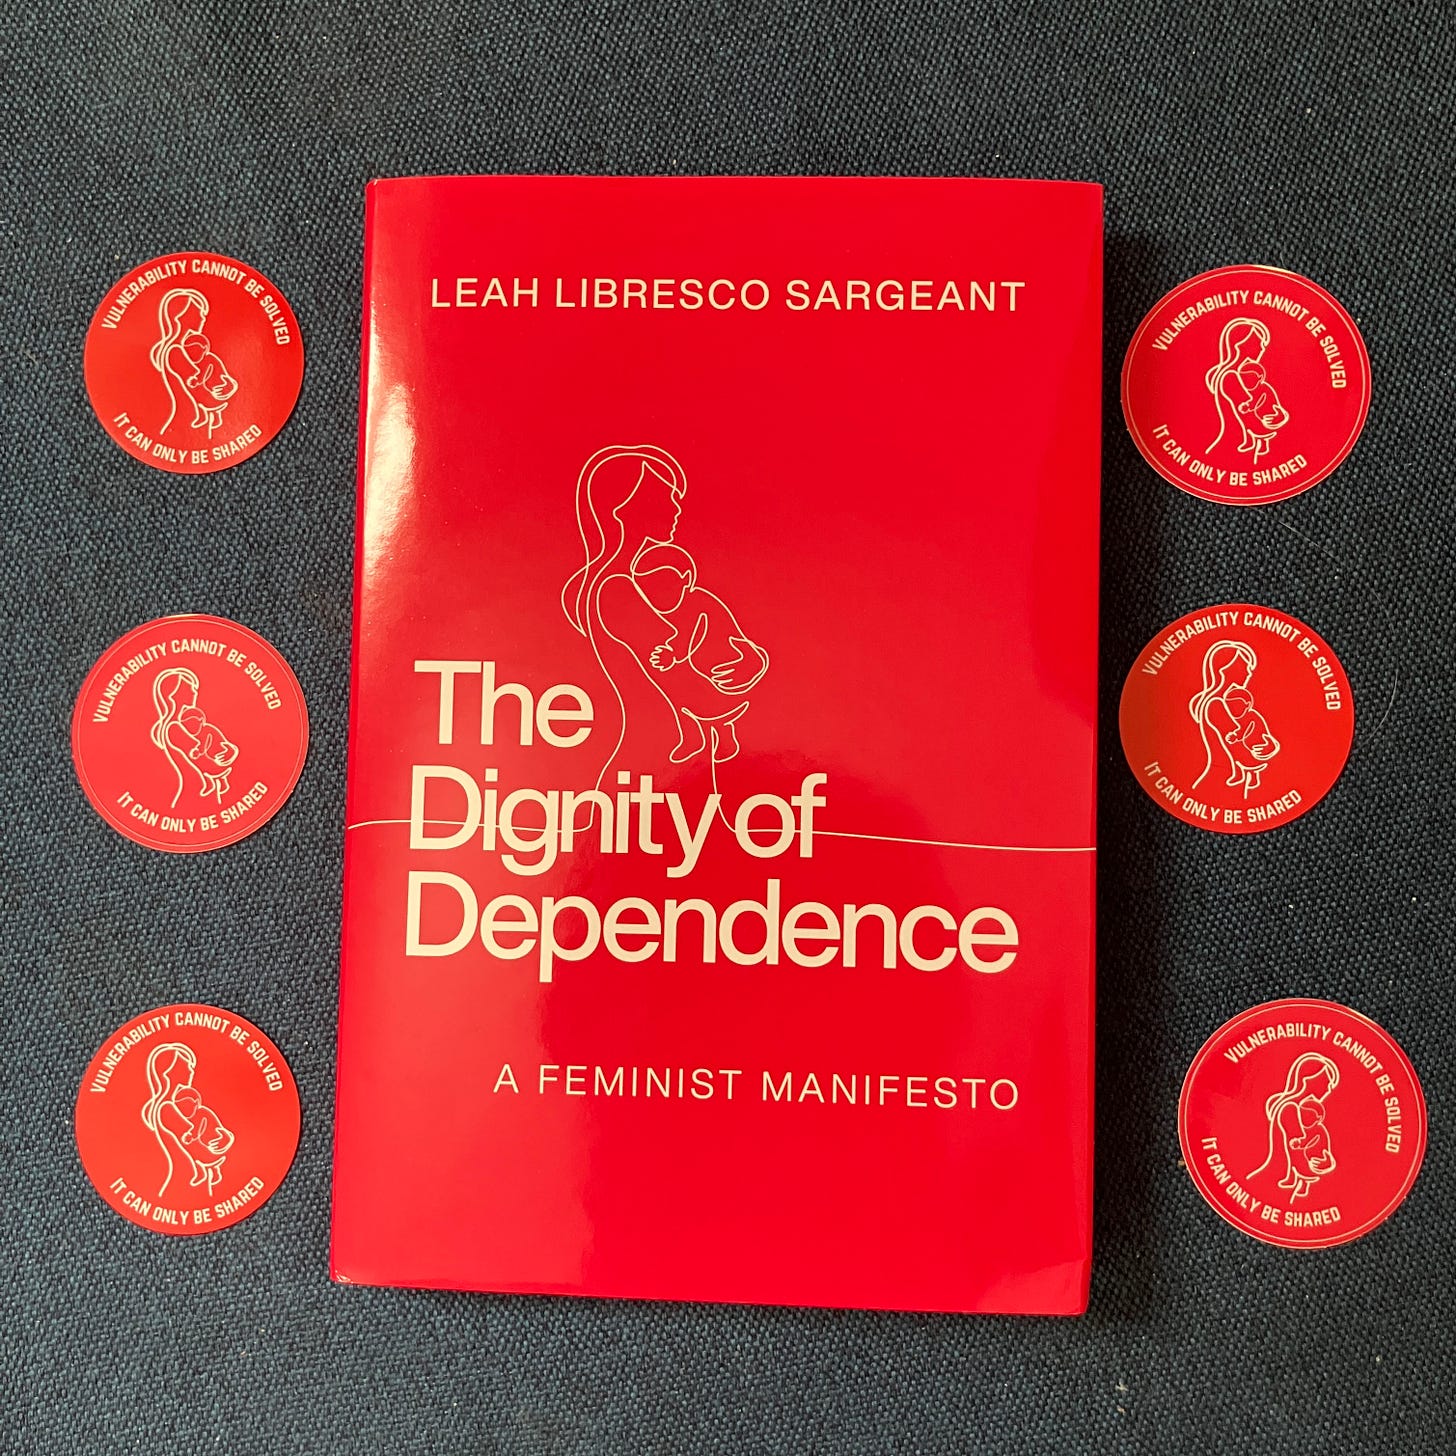 LEAH LIBRESCO SARGEANT
The
Dignity of
Dependence
A FEMINIST MANIFESTO
VULNERABILITY CANNOT BE SOLVED
IT CAN ONLY BE SHARED
VULNERABILITY CANNOT BE SOLVED
IT CAN ONLY BE SHARED
VULNERABILITY CANNOT BE SOLVED
IT CAN ONLY BE SHARED
VULNERABILITY CANNOT BE SOLVED
IT CAN ONLY BE SHARED
VULNERABILITY CANNOT BE SOLVED
IT CAN ONLY BE SHARED
VULNERABILITY CANNOT BE SOLVED
IT CAN ONLY BE SHARED